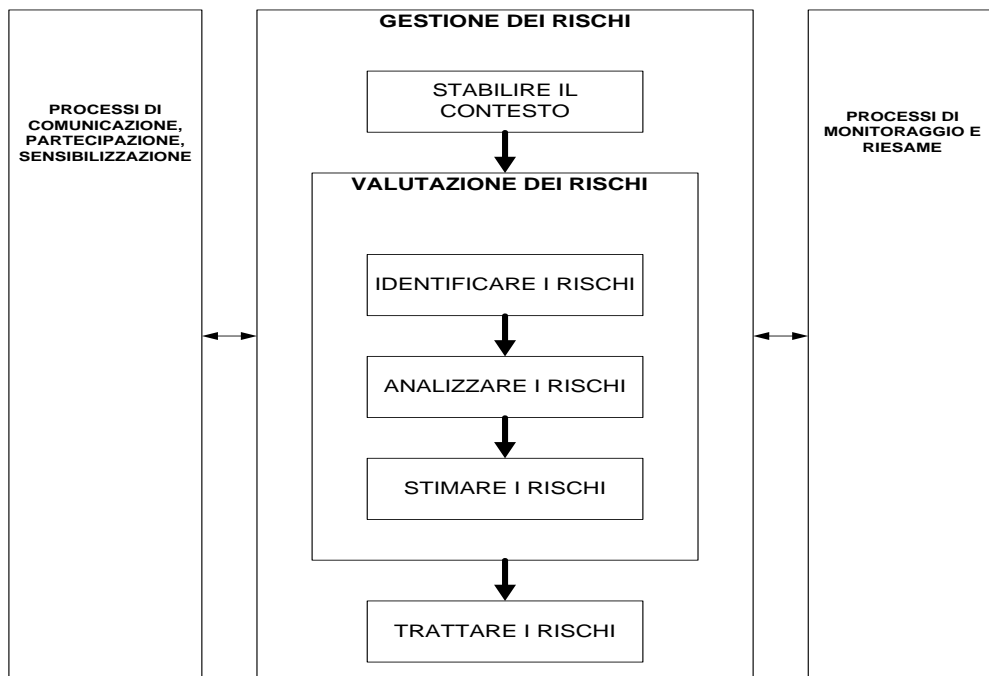 GESTIONE DEI RISCHI
PROCESSI DI
COMUNICAZIONE,
PARTECIPAZIONE,
SENSIBILIZZAZIONE
STABILIRE IL
CONTESTO
VALUTAZIONE DEI RISCHI
IDENTIFICARE I RISCHI
ANALIZZARE I RISCHI
STIMARE I RISCHI
TRATTARE I RISCHI
PROCESSI DI
MONITORAGGIO E
RIESAME